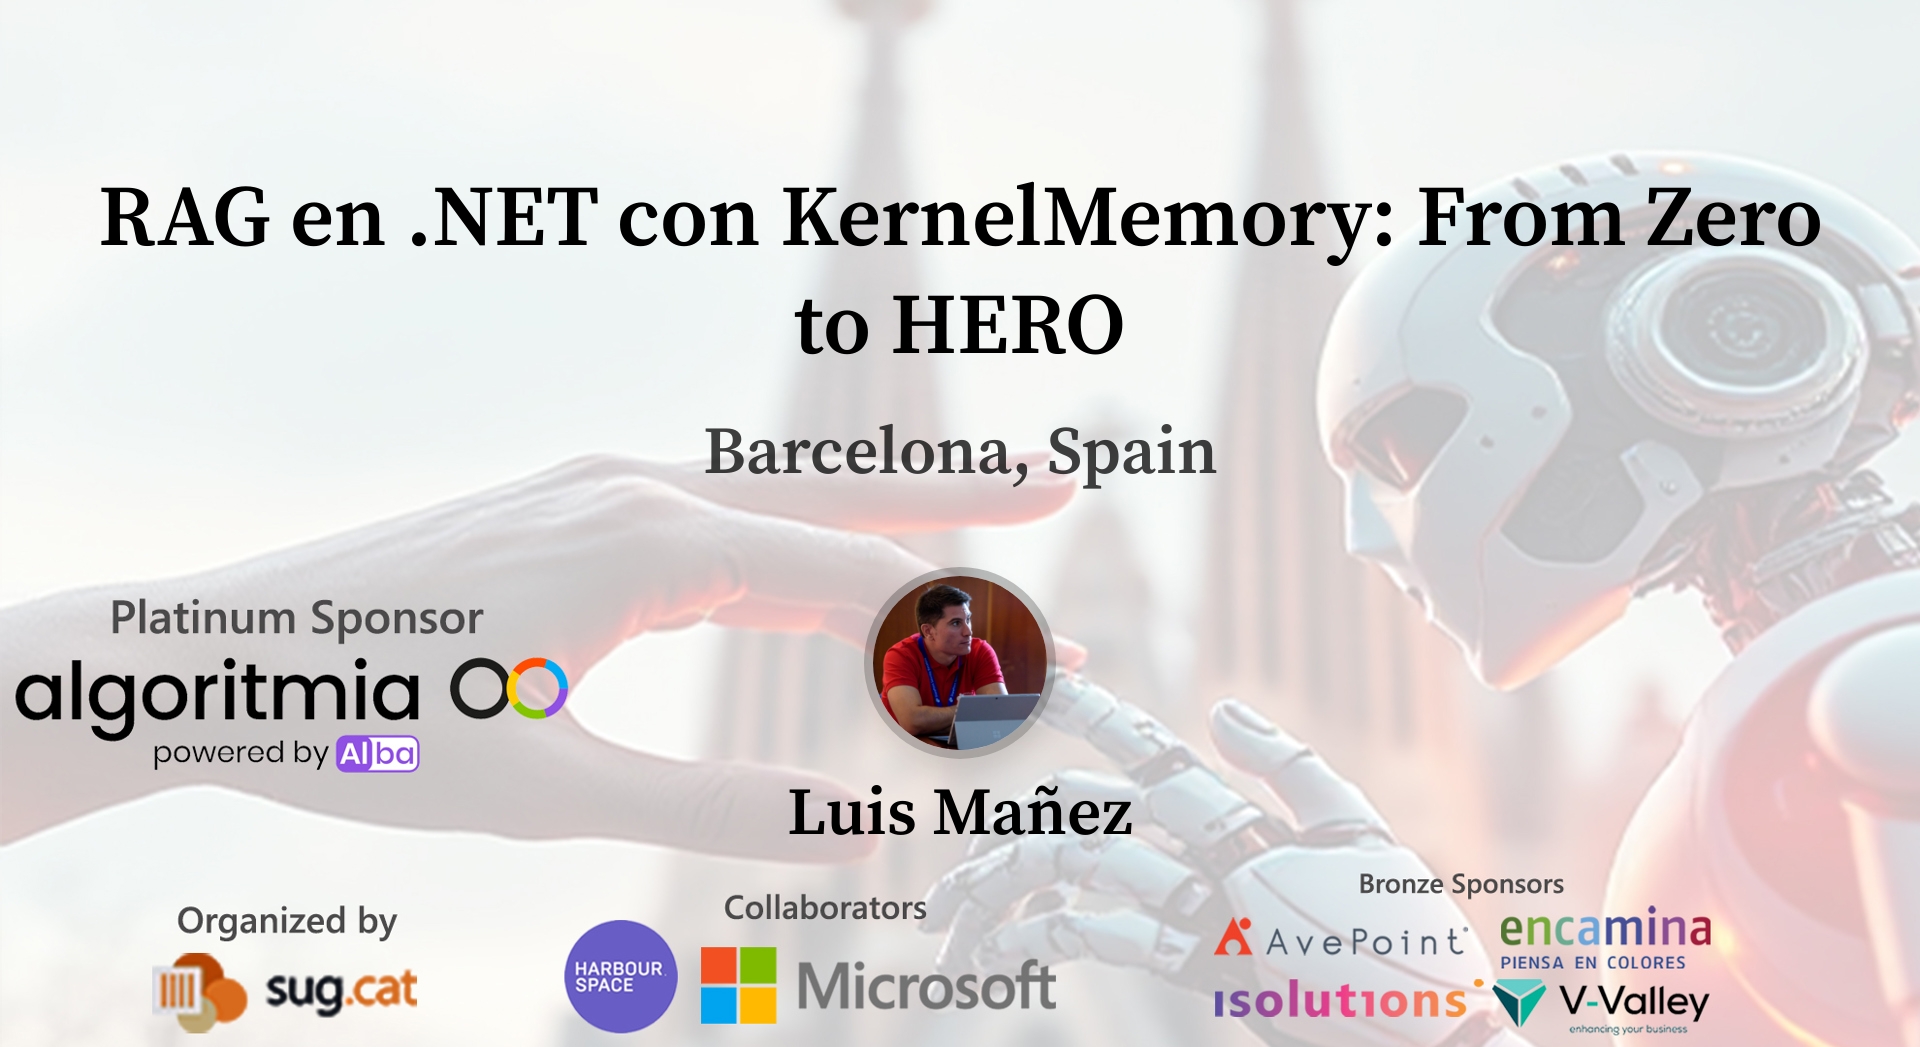 RAG en .NET con KernelMemory: From Zero
to HERO
Barcelona, Spain
Platinum Sponsor
algoritmia
powered by AI ba
Luis Mañez
Organized by
sug.cat
Collaborators
HARBOUR.
SPACE
Microsoft
Bronze Sponsors
AvePoint
encamina
PIENSA EN COLORES
isolutions
V-Valley
enhancing your business